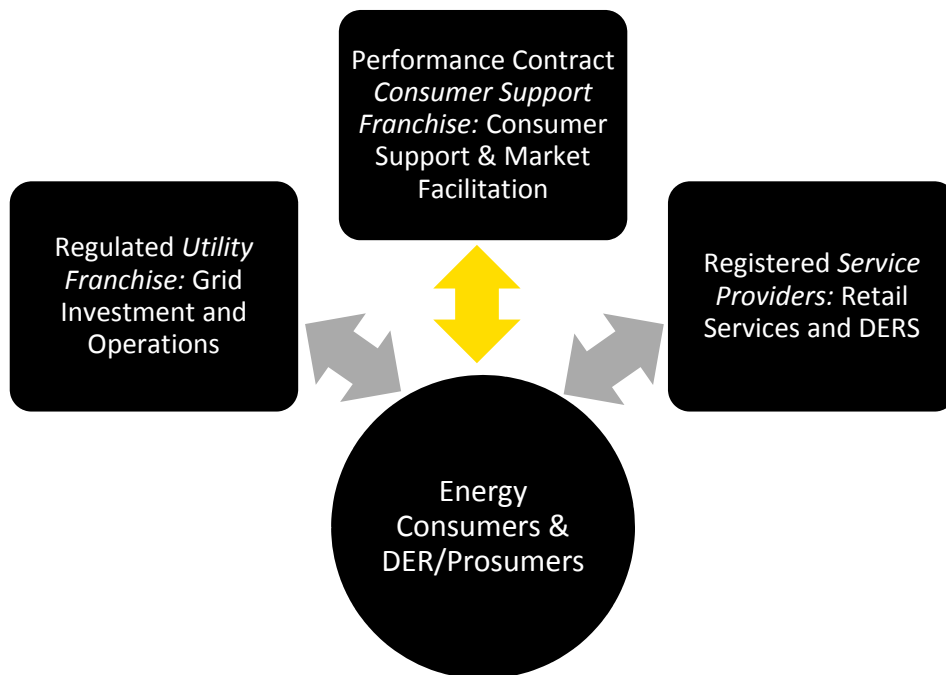 Performance Contract
Consumer Support
Franchise: Consumer
Support & Market
Facilitation
Regulated Utility
Franchise: Grid
Investment and
Operations
Registered Service
Providers: Retail
Services and DERS
Energy
Consumers &
DER/Prosumers